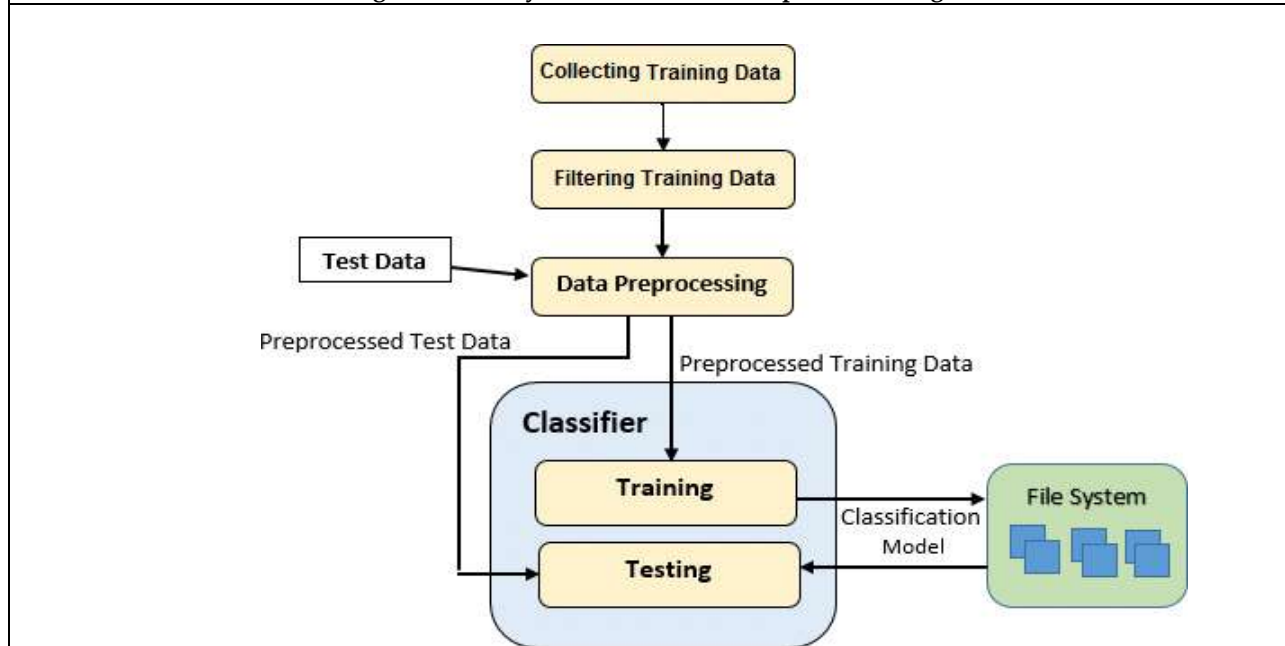 Collecting Training Data
Filtering Training Data
Test Data
Data Preprocessing
Preprocessed Test Data
Preprocessed Training Data
Classifier
Training
File System
Classification
Model
Testing